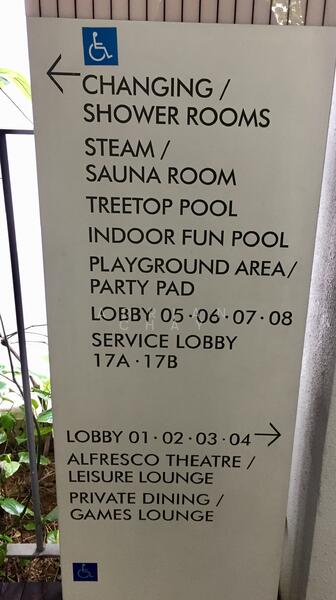 CHANGING /
SHOWER ROOMS
STEAM /
SAUNA ROOM
TREETOP POOL
INDOOR FUN POOL
PLAYGROUND AREA/
PARTY PAD
LOBBY 05 · 06 · 07 · 08
CHAY
SERVICE LOBBY
17A · 17B
LOBBY 01 · 02 · 03 · 04
ALFRESCO THEATRE /
LEISURE LOUNGE
PRIVATE DINING /
GAMES LOUNGE